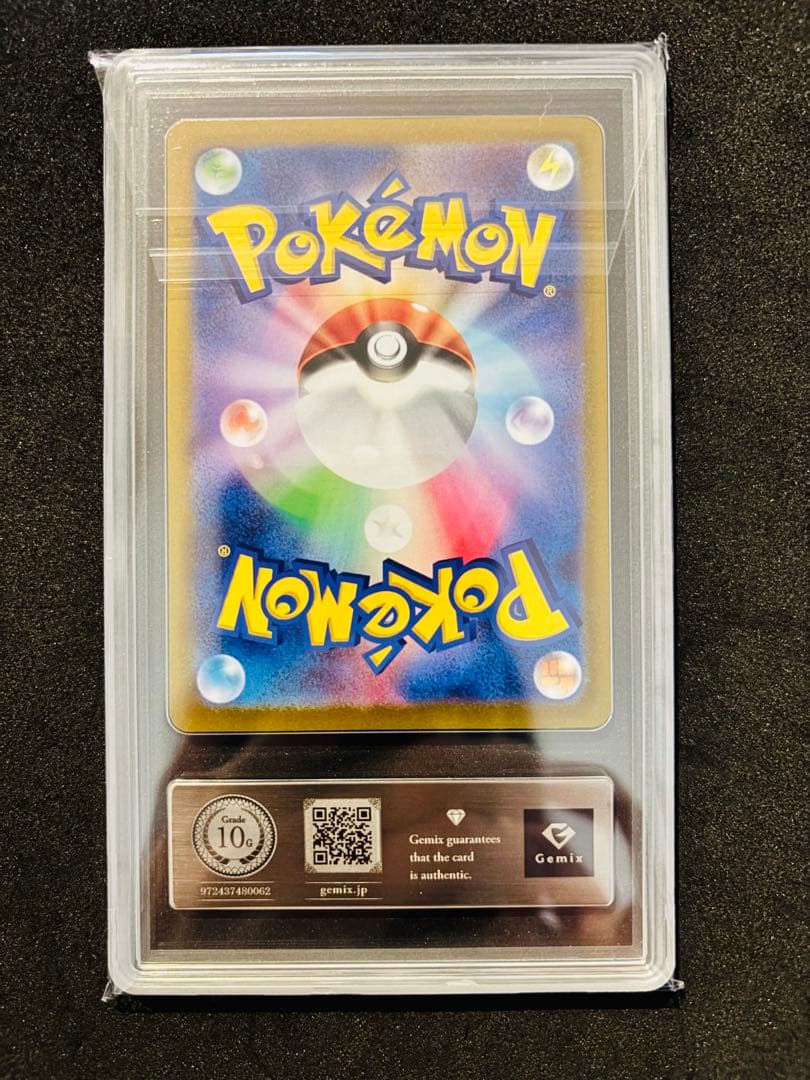 POKéMON
®
®
POKéMON
Grade
10G
972437480062
gemix.jp
Gemix guarantees
that the card
is authentic.
G
Gemix